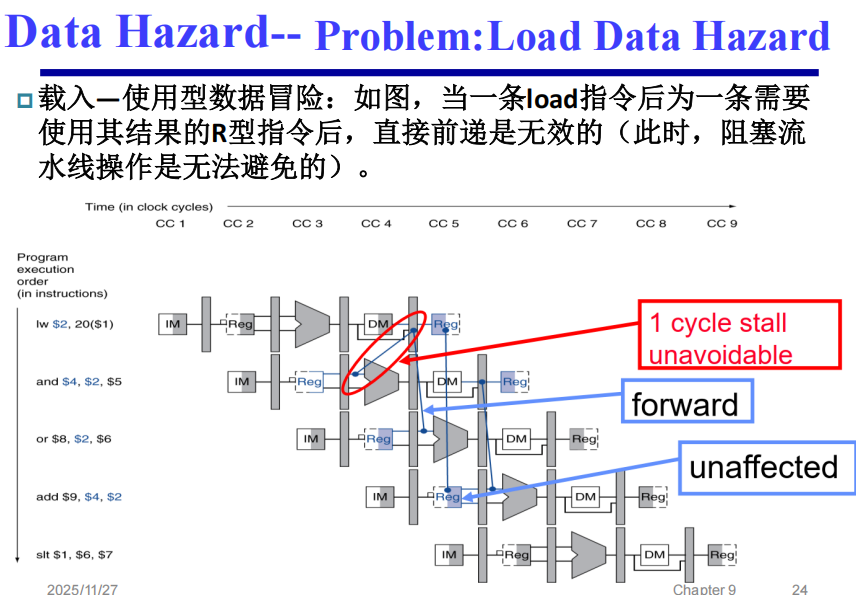 Data Hazard-- Problem:Load Data Hazard
载入—使用型数据冒险：如图，当一条load指令后为一条需要
使用其结果的R型指令后，直接前递是无效的（此时，阻塞流
水线操作是无法避免的）。
Time (in clock cycles)
CC 1 CC 2 CC 3 CC 4 CC 5 CC 6 CC 7 CC 8 CC 9
Program
execution
order
(in instructions)
lw $2, 20($1) IM Reg DM Reg
1 cycle stall
unavoidable
and $4, $2, $5 IM Reg DM Reg
forward
or $8, $2, $6 IM Reg DM Reg
unaffected
add $9, $4, $2 IM Reg DM Reg
slt $1, $6, $7 IM Reg DM Reg
2025/11/27 Chapter 9 24